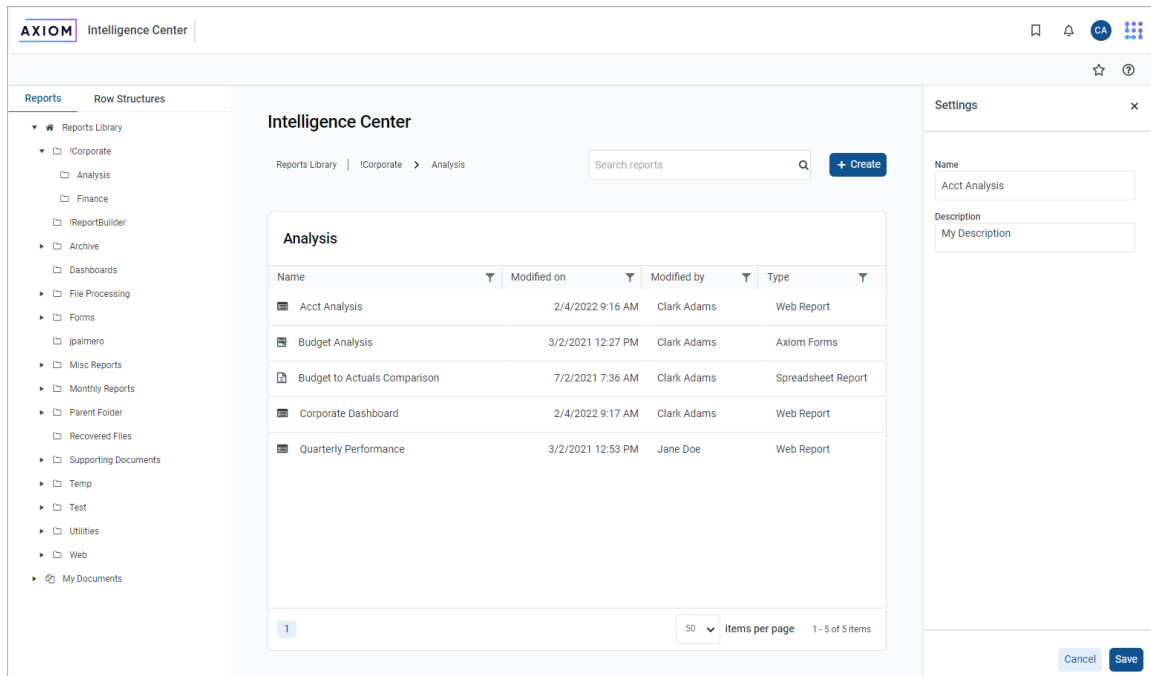 AXIOM Intelligence Center
CA
Reports Row Structures
Reports Library
!Corporate
Analysis
Finance
!ReportBuilder
Archive
Dashboards
File Processing
Forms
jpalmero
Misc Reports
Monthly Reports
Parent Folder
Recovered Files
Supporting Documents
Temp
Test
Utilities
Web
My Documents
Intelligence Center
Reports Library | !Corporate > Analysis
Search reports
+ Create
Analysis
Name Modified on Modified by Type
Acct Analysis 2/4/2022 9:16 AM Clark Adams Web Report
Budget Analysis 3/2/2021 12:27 PM Clark Adams Axiom Forms
Budget to Actuals Comparison 7/2/2021 7:36 AM Clark Adams Spreadsheet Report
Corporate Dashboard 2/4/2022 9:17 AM Clark Adams Web Report
Quarterly Performance 3/2/2021 12:53 PM Jane Doe Web Report
1 50 items per page 1 - 5 of 5 items
Settings
Name
Acct Analysis
Description
My Description
Cancel Save